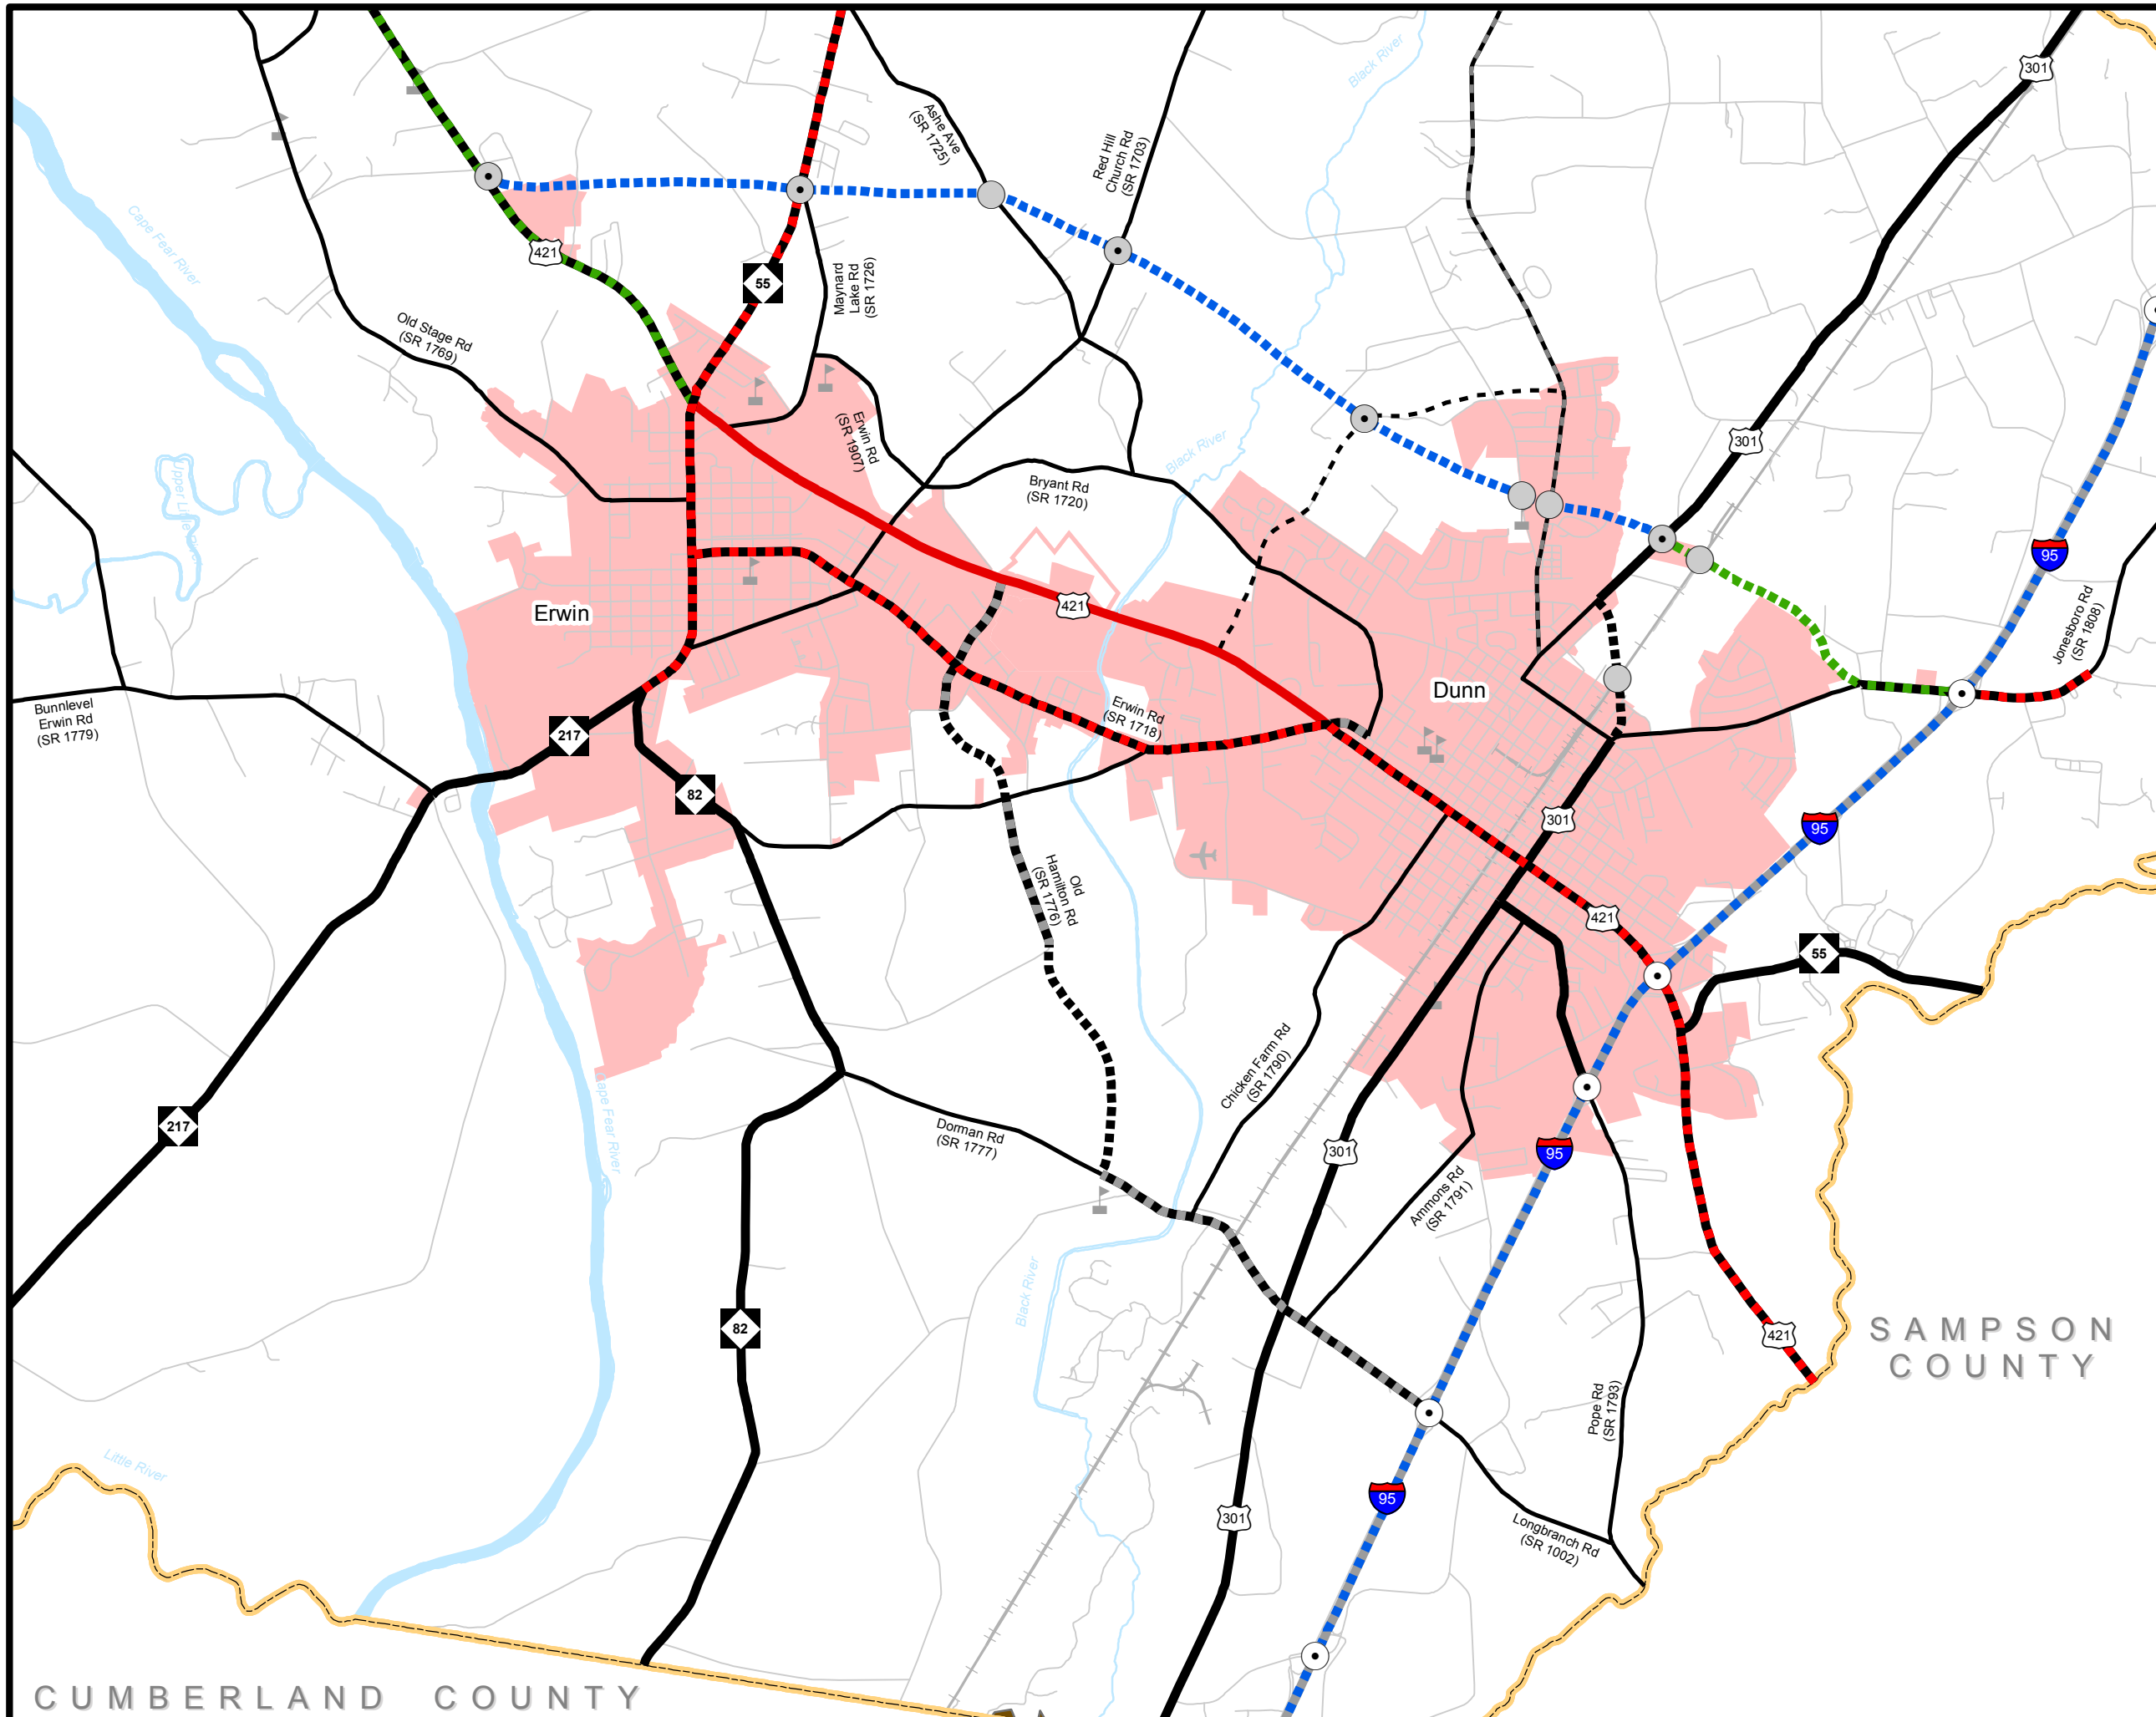 301
Black River
Ashe Ave
(SR 1725)
Red Hill
Church Rd
(SR 1703)
Cape Fear River
421
55
Maynard
Lake Rd
(SR 1726)
Old Stage Rd
(SR 1769)
Erwin Rd
(SR 1907)
301
Black River
Bryant Rd
(SR 1720)
95
Erwin
421
Jonesboro Rd
(SR 1808)
Dunn
Bunnlevel
Erwin Rd
(SR 1779)
217
Erwin Rd
(SR 1718)
82
301
95
Old
Hamilton Rd
(SR 1776)
421
55
Chicken Farm Rd
(SR 1790)
Cape Fear River
217
Dorman Rd
(SR 1777)
301
95
Ammons Rd
(SR 1791)
Black River
82
421
SAMPSON
COUNTY
Pope Rd
(SR 1793)
Little River
95
301
Longbranch Rd
(SR 1002)
CUMBERLAND COUNTY